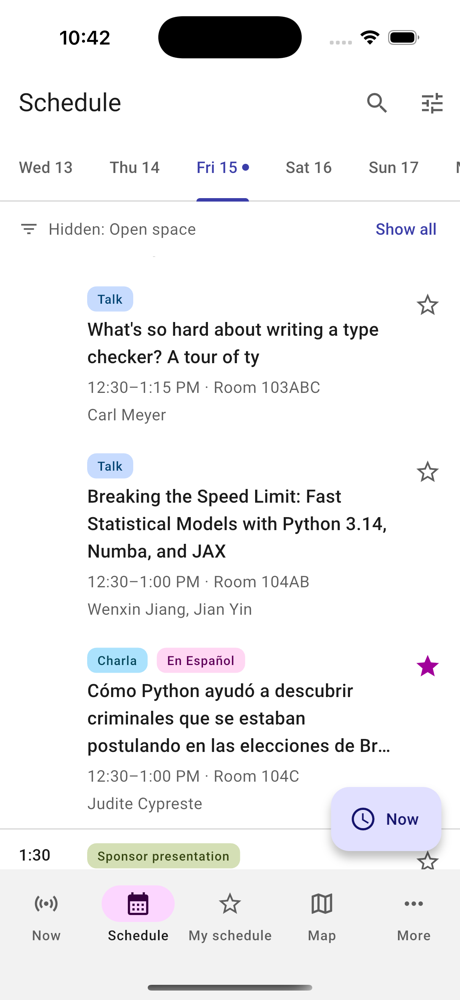 10:42
Schedule
Wed 13 Thu 14 Fri 15 Sat 16 Sun 17
Hidden: Open space Show all
Talk
What's so hard about writing a type
checker? A tour of ty
12:30–1:15 PM · Room 103ABC
Carl Meyer
Talk
Breaking the Speed Limit: Fast
Statistical Models with Python 3.14,
Numba, and JAX
12:30–1:00 PM · Room 104AB
Wenxin Jiang, Jian Yin
Charla En Español
Cómo Python ayudó a descubrir
criminales que se estaban
postulando en las elecciones de Br…
12:30–1:00 PM · Room 104C
Judite Cypreste
Now
1:30 Sponsor presentation
Now Schedule My schedule Map More